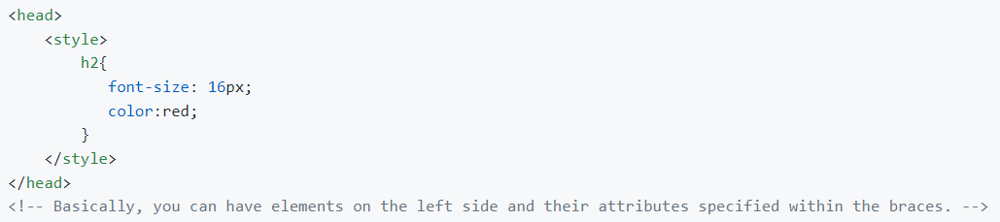 <head>
    <style>
        h2{
           font-size: 16px;
           color:red;
        }
    </style>
</head>
<!-- Basically, you can have elements on the left side and their attributes specified within the braces. -->